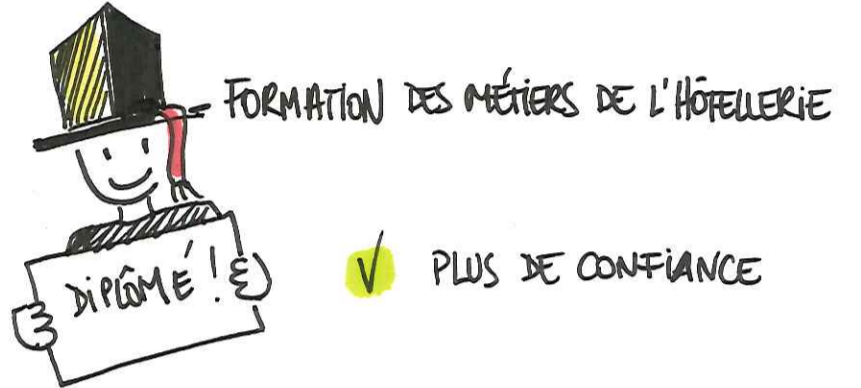 FORMATION DES MÉTIERS DE L'HÔTELLERIE
DIPLÔMÉ!
V PLUS DE CONFIANCE